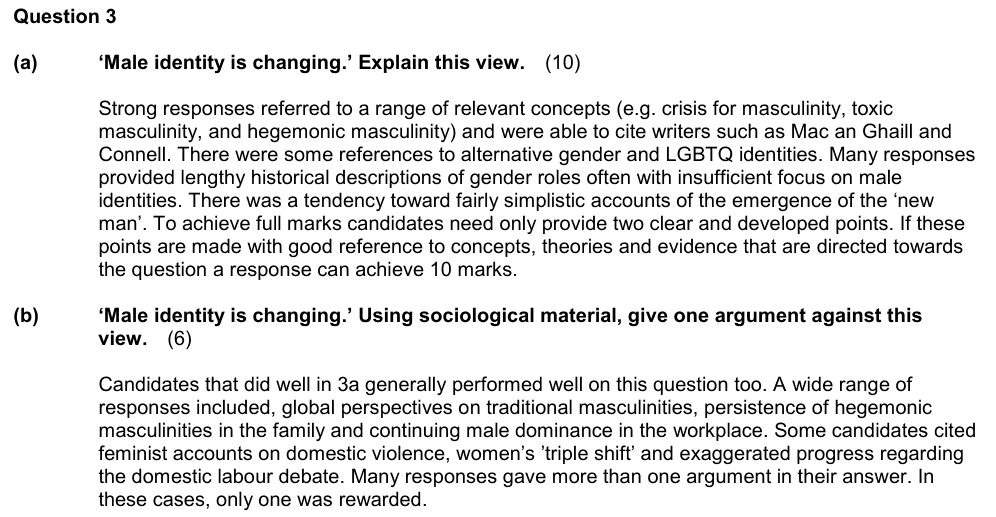 Question 3
(a) ‘Male identity is changing.’ Explain this view. (10)
Strong responses referred to a range of relevant concepts (e.g. crisis for masculinity, toxic
masculinity, and hegemonic masculinity) and were able to cite writers such as Mac an Ghaill and
Connell. There were some references to alternative gender and LGBTQ identities. Many responses
provided lengthy historical descriptions of gender roles often with insufficient focus on male
identities. There was a tendency toward fairly simplistic accounts of the emergence of the ‘new
man’. To achieve full marks candidates need only provide two clear and developed points. If these
points are made with good reference to concepts, theories and evidence that are directed towards
the question a response can achieve 10 marks.
(b) ‘Male identity is changing.’ Using sociological material, give one argument against this
view. (6)
Candidates that did well in 3a generally performed well on this question too. A wide range of
responses included, global perspectives on traditional masculinities, persistence of hegemonic
masculinities in the family and continuing male dominance in the workplace. Some candidates cited
feminist accounts on domestic violence, women’s ’triple shift’ and exaggerated progress regarding
the domestic labour debate. Many responses gave more than one argument in their answer. In
these cases, only one was rewarded.